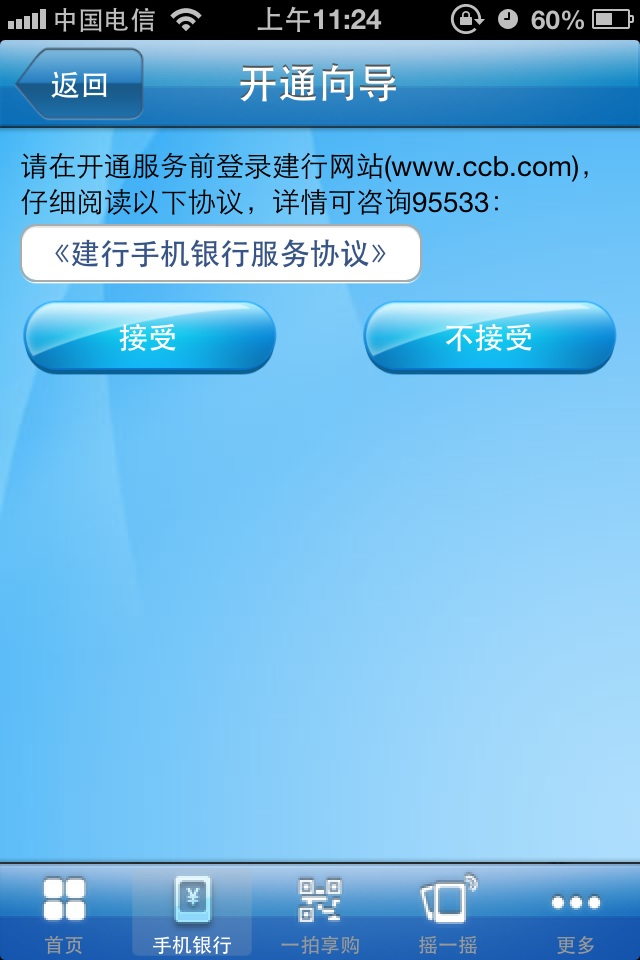 中国电信 上午11:24 60%
返回 开通向导
请在开通服务前登录建行网站(www.ccb.com)，
仔细阅读以下协议，详情可咨询95533：
《建行手机银行服务协议》
接受 不接受
首页 手机银行 一拍享购 摇一摇 更多